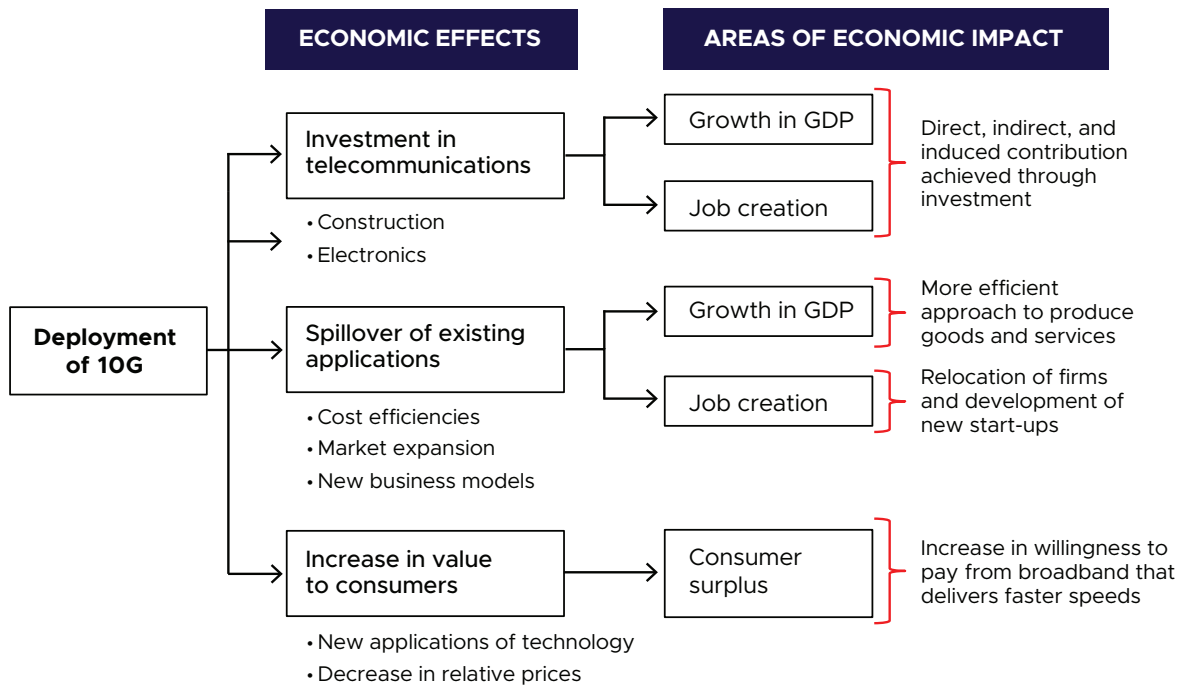 ECONOMIC EFFECTS
AREAS OF ECONOMIC IMPACT
Deployment
of 10G
Investment in
telecommunications
• Construction
• Electronics
Growth in GDP
Job creation
Direct, indirect, and
induced contribution
achieved through
investment
Spillover of existing
applications
• Cost efficiencies
• Market expansion
• New business models
Growth in GDP
More efficient
approach to produce
goods and services
Job creation
Relocation of firms
and development of
new start-ups
Increase in value
to consumers
• New applications of technology
• Decrease in relative prices
Consumer
surplus
Increase in willingness to
pay from broadband that
delivers faster speeds